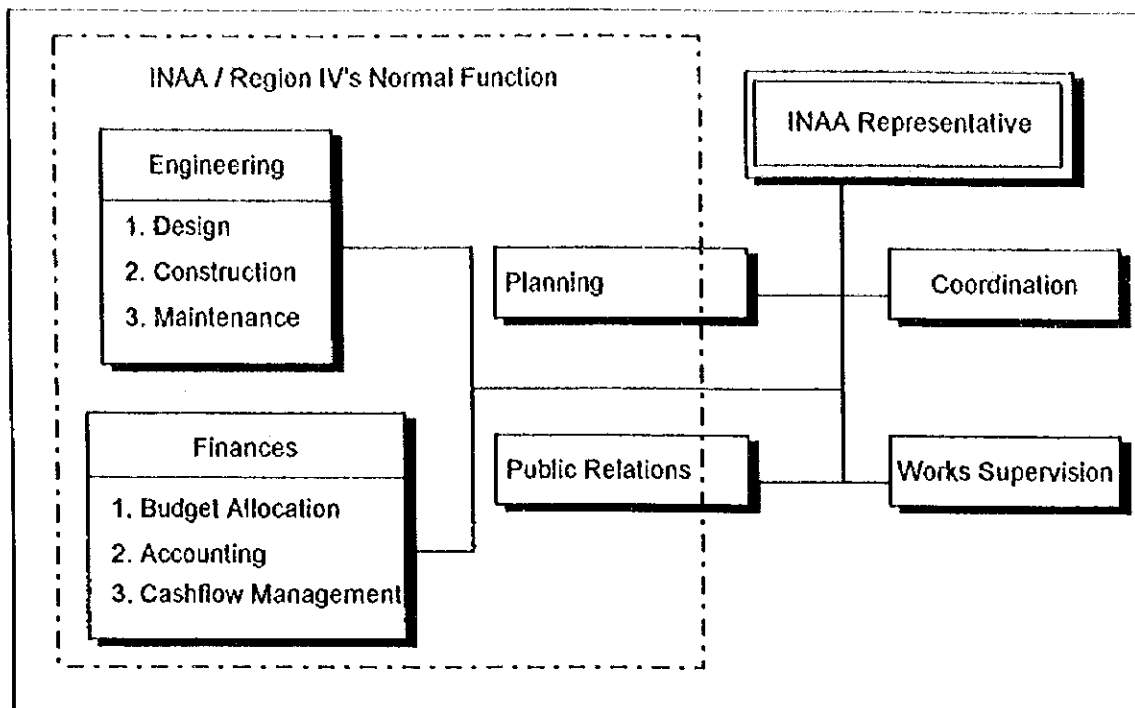 INAA / Region IV's Normal Function
INAA Representative
Engineering
1. Design
2. Construction
3. Maintenance
Planning
Coordination
Finances
1. Budget Allocation
2. Accounting
3. Cashflow Management
Public Relations
Works Supervision